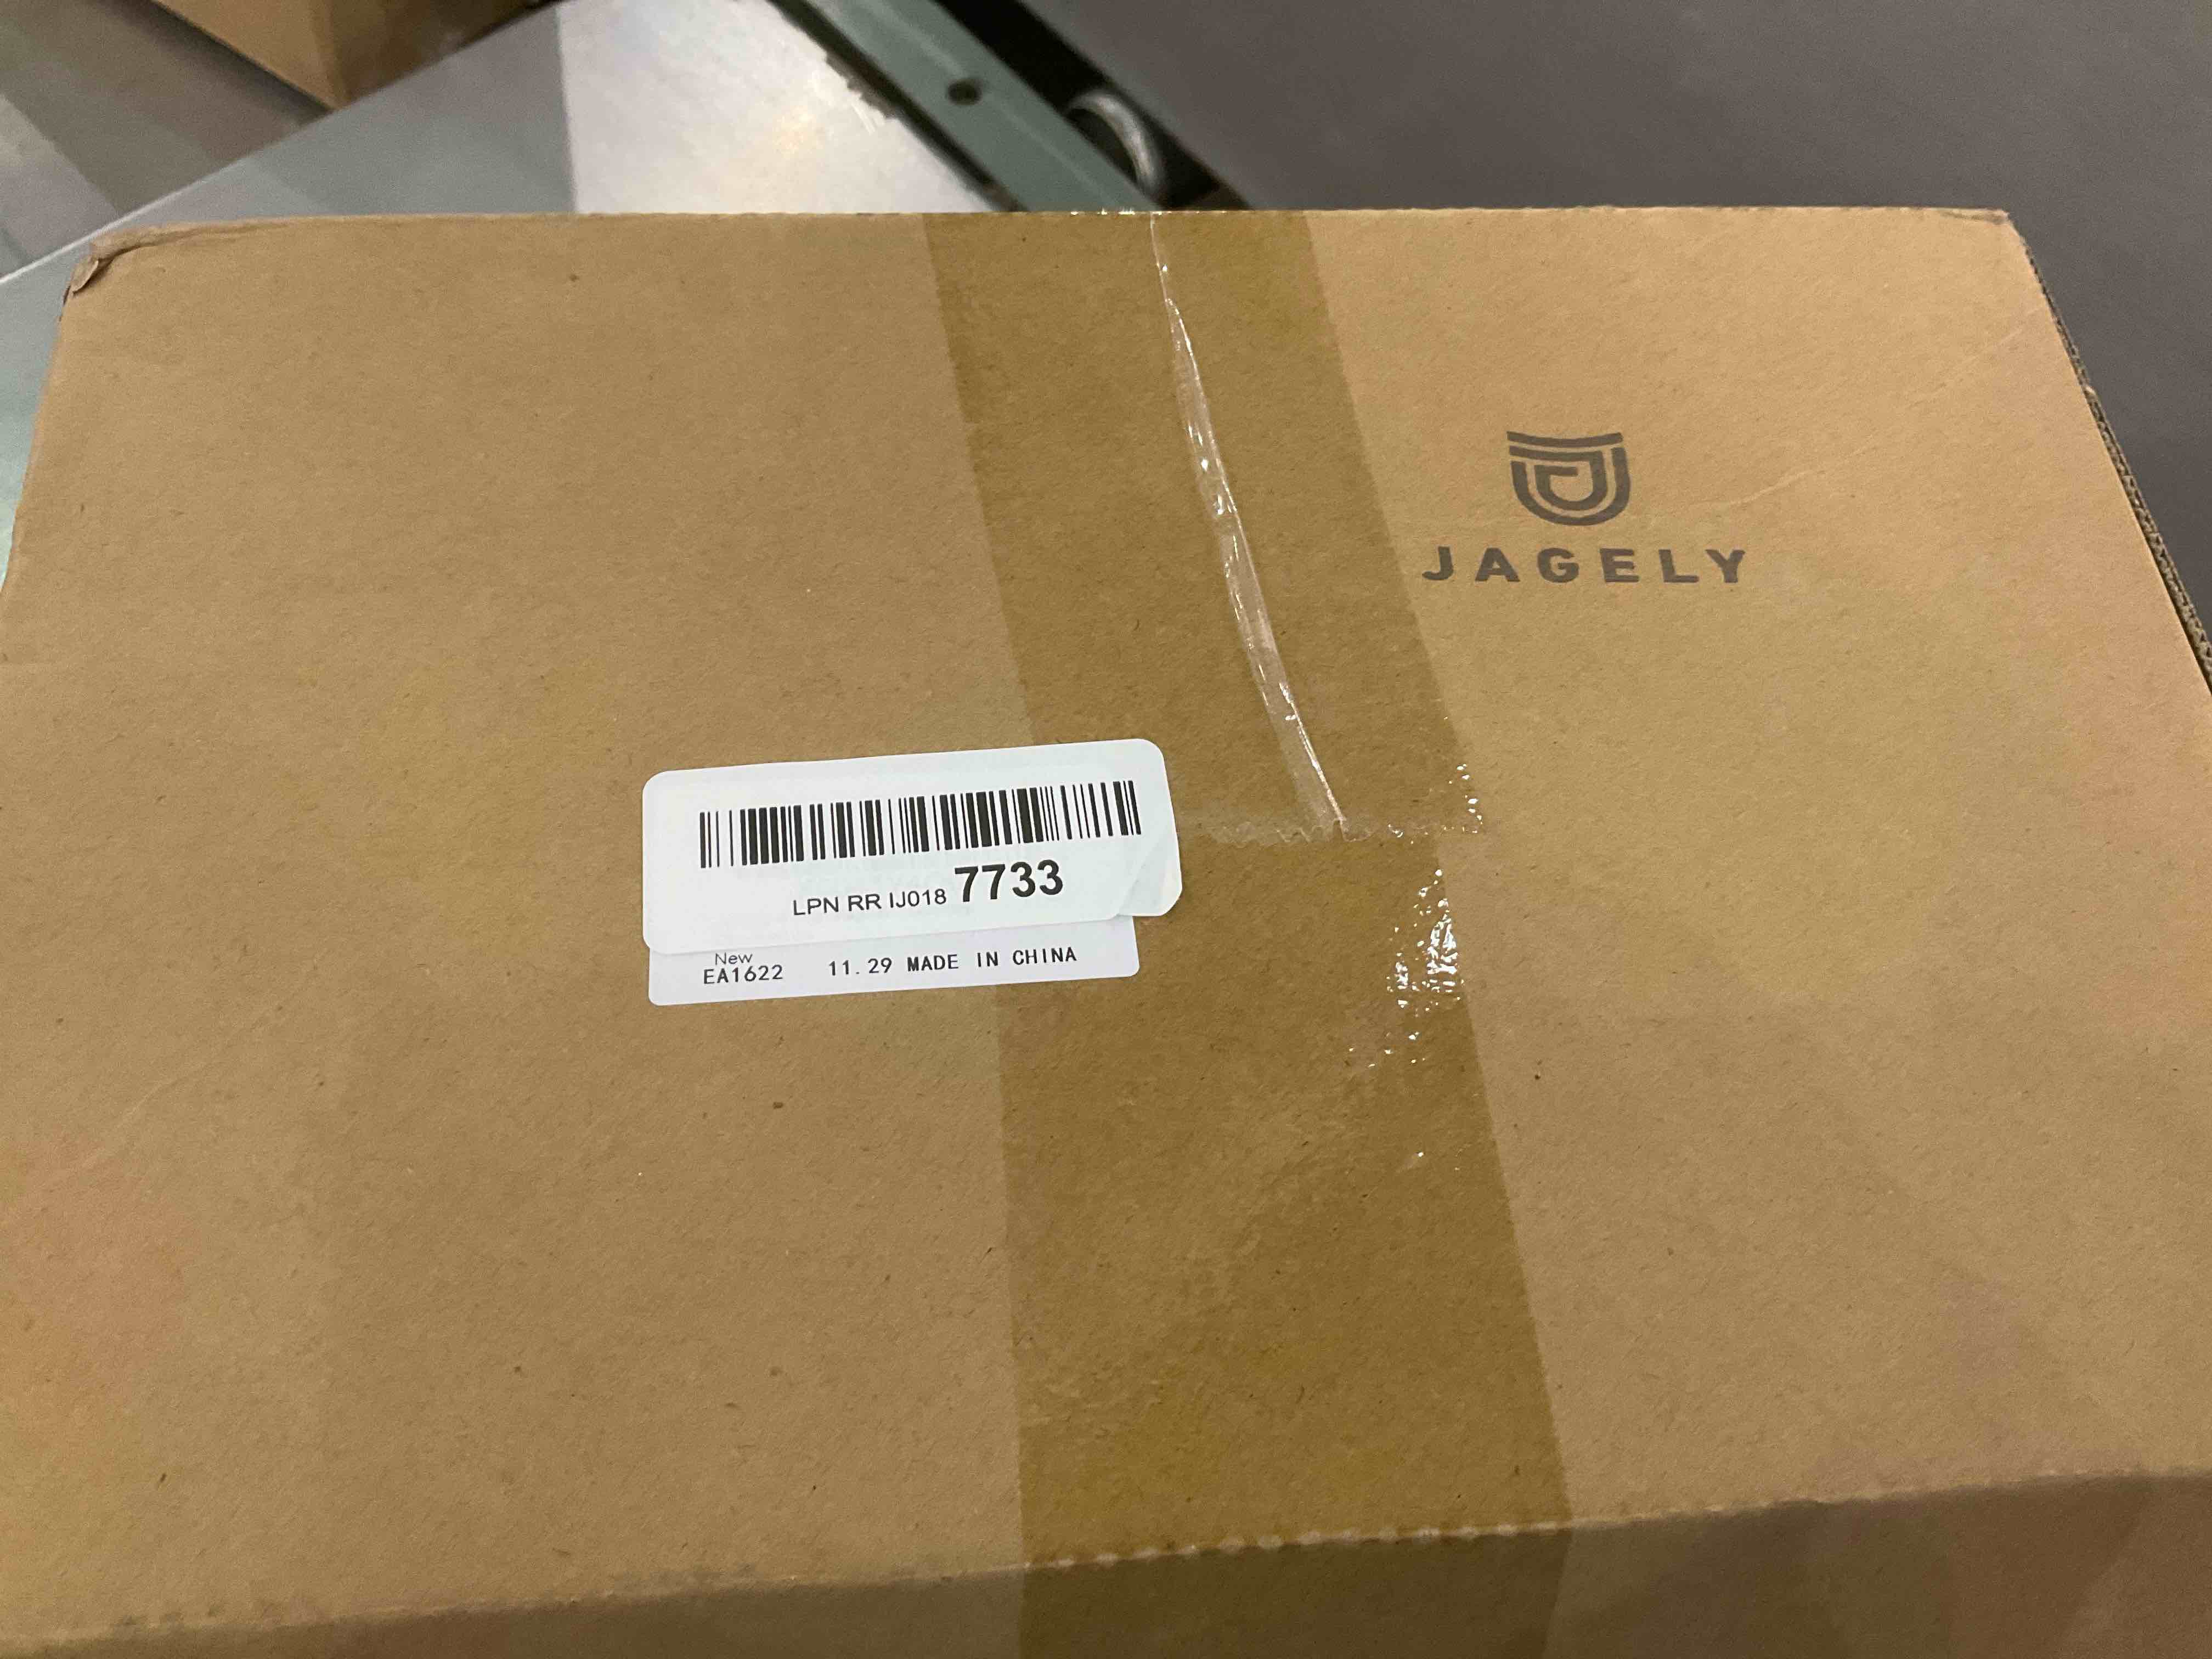 JAGELY
LPN RR IJ018 7733
New
EA1622 11.29 MADE IN CHINA